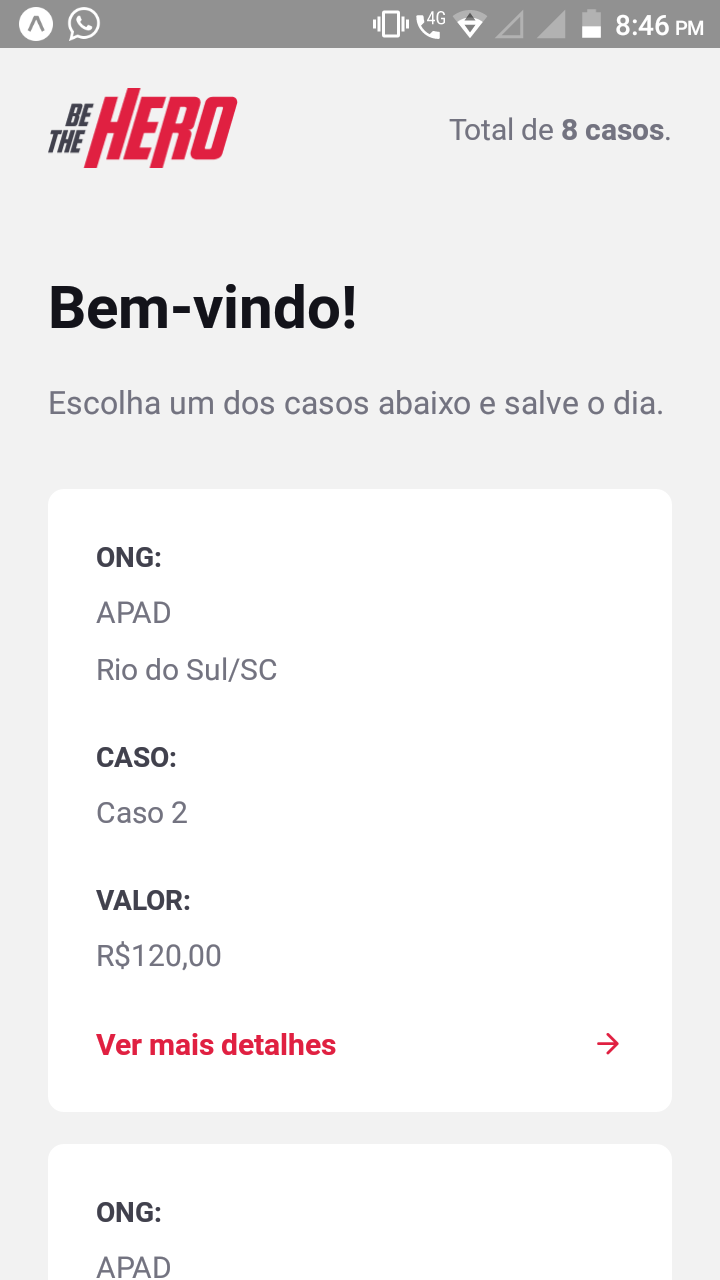 4G 8:46 PM
BE THE HERO
Total de 8 casos.
Bem-vindo!
Escolha um dos casos abaixo e salve o dia.
ONG:
APAD
Rio do Sul/SC
CASO:
Caso 2
VALOR:
R$120,00
Ver mais detalhes
ONG:
APAD